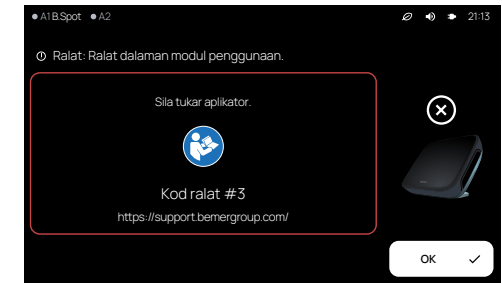 A1 B.Spot A2 21:13
Ralat: Ralat dalaman modul penggunaan.
Sila tukar aplikator.
Kod ralat #3
https://support.bemergroup.com/
OK